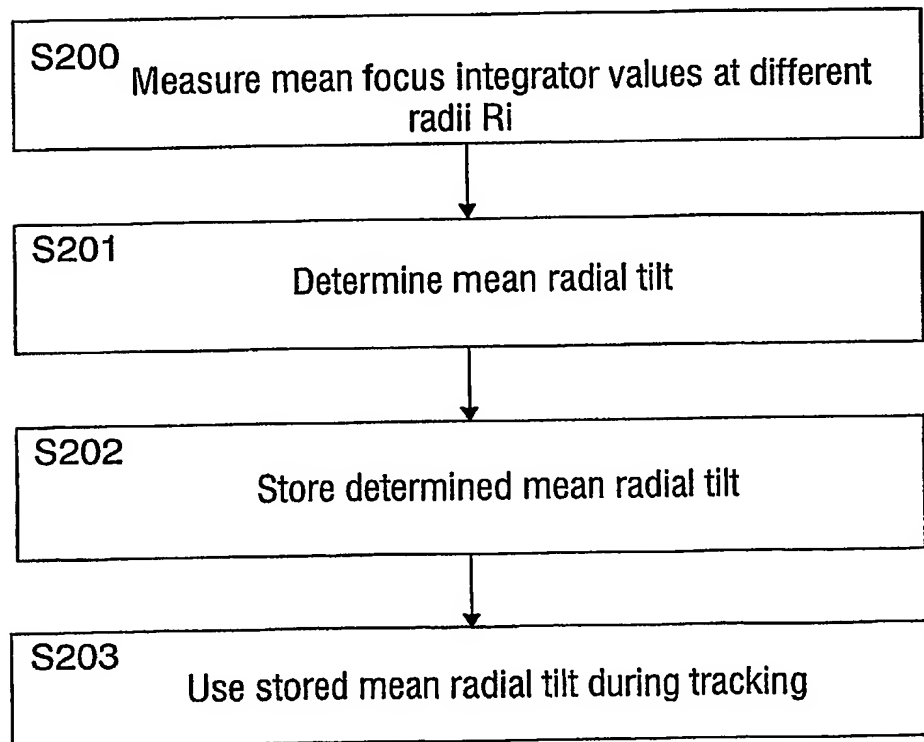 S200
Measure mean focus integrator values at different
radii Ri
S201
Determine mean radial tilt
S202
Store determined mean radial tilt
S203
Use stored mean radial tilt during tracking